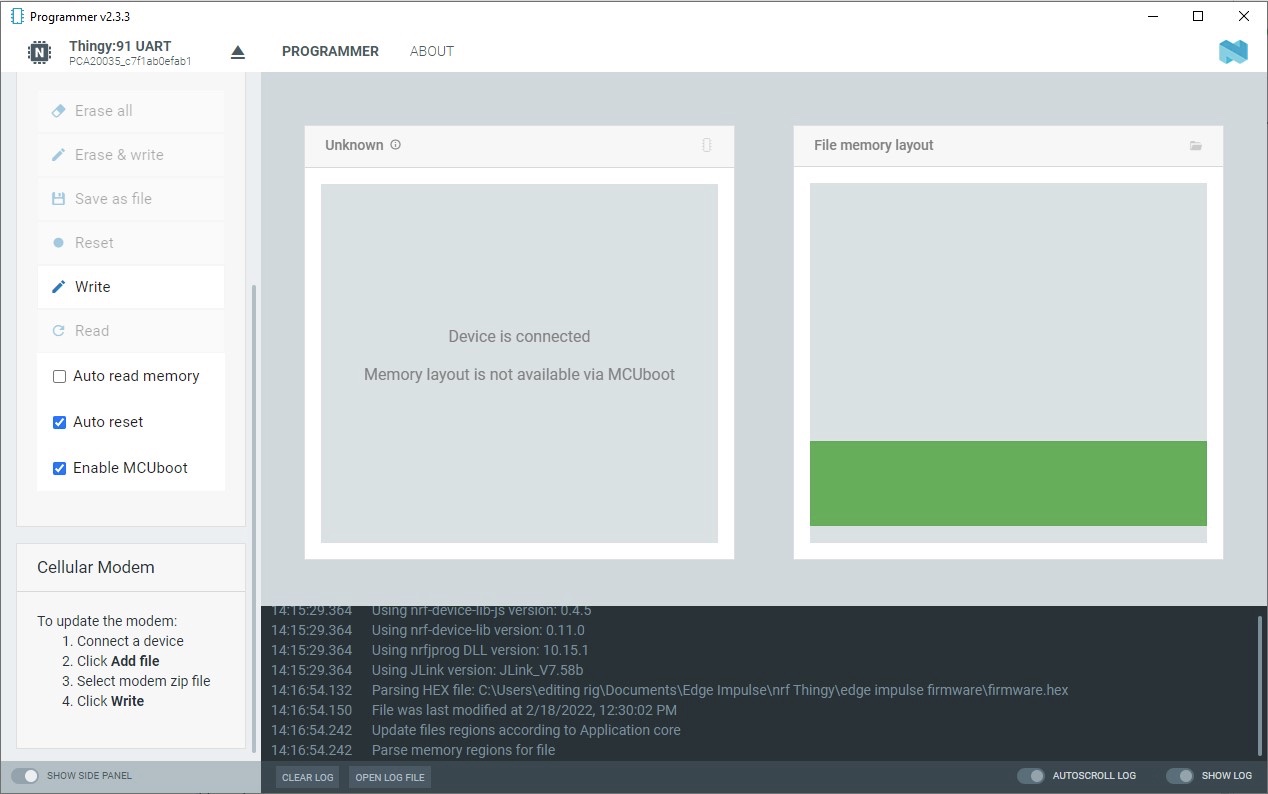 Programmer v2.3.3
N
Thingy:91 UART
PCA20035_c7f1ab0efab1
PROGRAMMER
ABOUT
Erase all
Erase & write
Save as file
Reset
Write
Read
Auto read memory
Auto reset
Enable MCUboot
Cellular Modem
To update the modem:
1. Connect a device
2. Click Add file
3. Select modem zip file
4. Click Write
SHOW SIDE PANEL
Unknown
Device is connected
Memory layout is not available via MCUboot
File memory layout
14:15:29.364 Using nrf-device-lib-js version: 0.4.5
14:15:29.364 Using nrf-device-lib version: 0.11.0
14:15:29.364 Using nrfjprog DLL version: 10.15.1
14:15:29.364 Using JLink version: JLink_V7.58b
14:16:54.132 Parsing HEX file: C:\Users\editing rig\Documents\Edge Impulse\nrf Thingy\edge impulse firmware\firmware.hex
14:16:54.150 File was last modified at 2/18/2022, 12:30:02 PM
14:16:54.242 Update files regions according to Application core
14:16:54.242 Parse memory regions for file
CLEAR LOG
OPEN LOG FILE
AUTOSCROLL LOG
SHOW LOG